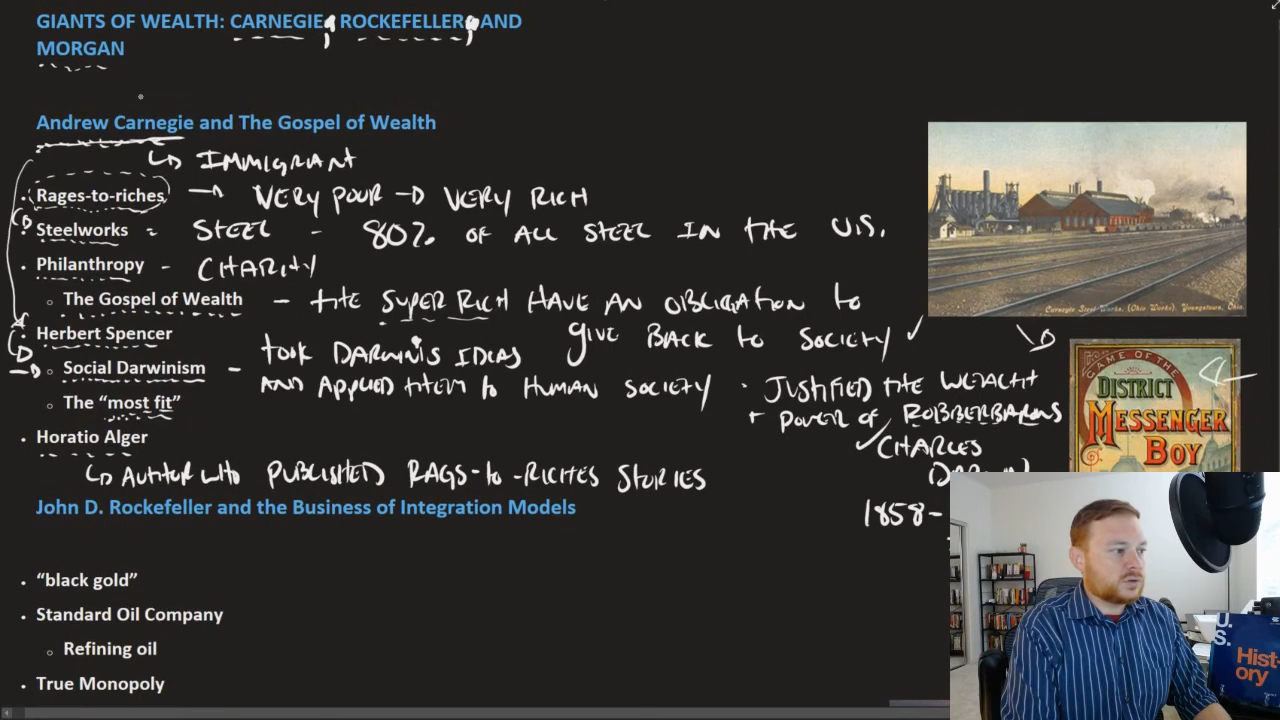 GIANTS OF WEALTH: CARNEGIE, ROCKEFELLER, AND
MORGAN
Andrew Carnegie and The Gospel of Wealth
↳ IMMIGRANT
• Rages-to-riches → VERY POUR → VERY RICH
• Steelworks - STEEL - 80% OF ALL STEEL IN THE U.S.
• Philanthropy - CHARITY
○ The Gospel of Wealth - THE SUPER RICH HAVE AN OBLIGATION TO
GIVE BACK TO SOCIETY ✓
• Herbert Spencer
○ Social Darwinism - TOOK DARWIN'S IDEAS
AND APPLIED THEM TO HUMAN SOCIETY
• JUSTIFIED THE WEALTH
+ POWER OF ROBBERBARONS
○ The “most fit”
• Horatio Alger
↳ AUTHOR WHO PUBLISHED RAGS-TO-RICHES STORIES
✓ CHARLES
DARWIN
1858-
John D. Rockefeller and the Business of Integration Models
• “black gold”
• Standard Oil Company
○ Refining oil
• True Monopoly
Carnegie Steel Works, (Ohio Works), Youngstown, Ohio.
GAME OF THE
DISTRICT
MESSENGER
BOY
U.
S.
Hist-
ory